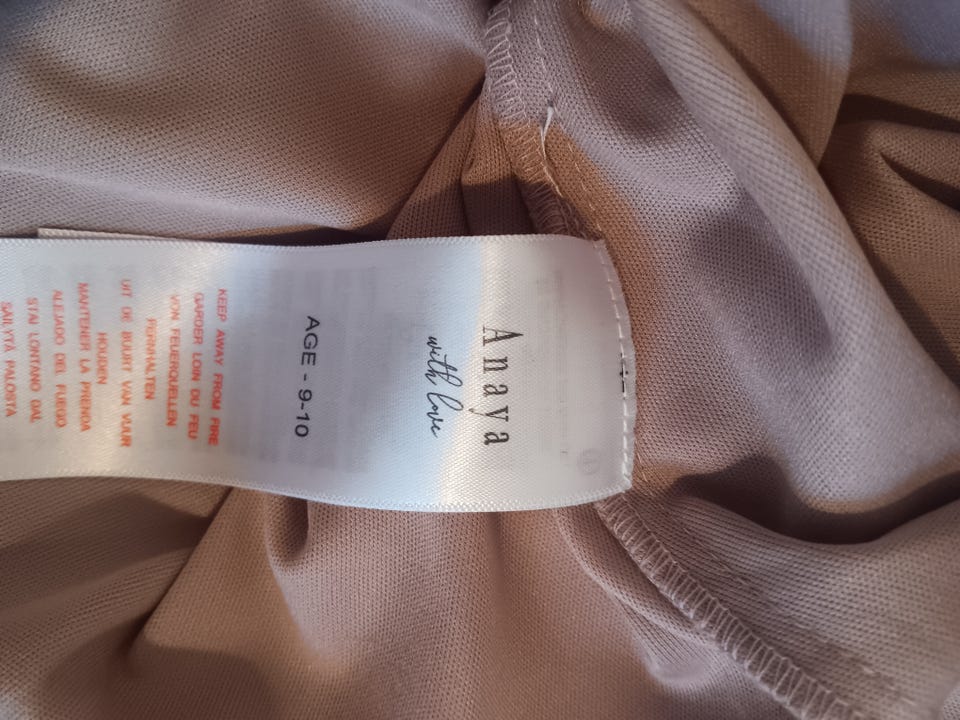 Anaya
with love
AGE - 9-10
KEEP AWAY FROM FIRE
GARDER LOIN DU FEU
VON FEUERQUELLEN
FERNHALTEN
UIT DE BUURT VAN VUUR
HOUDEN
MANTENER LA PRENDA
ALEJADO DEL FUEGO
STAI LONTANO DAL
SÄILYTÄ PALOSTA